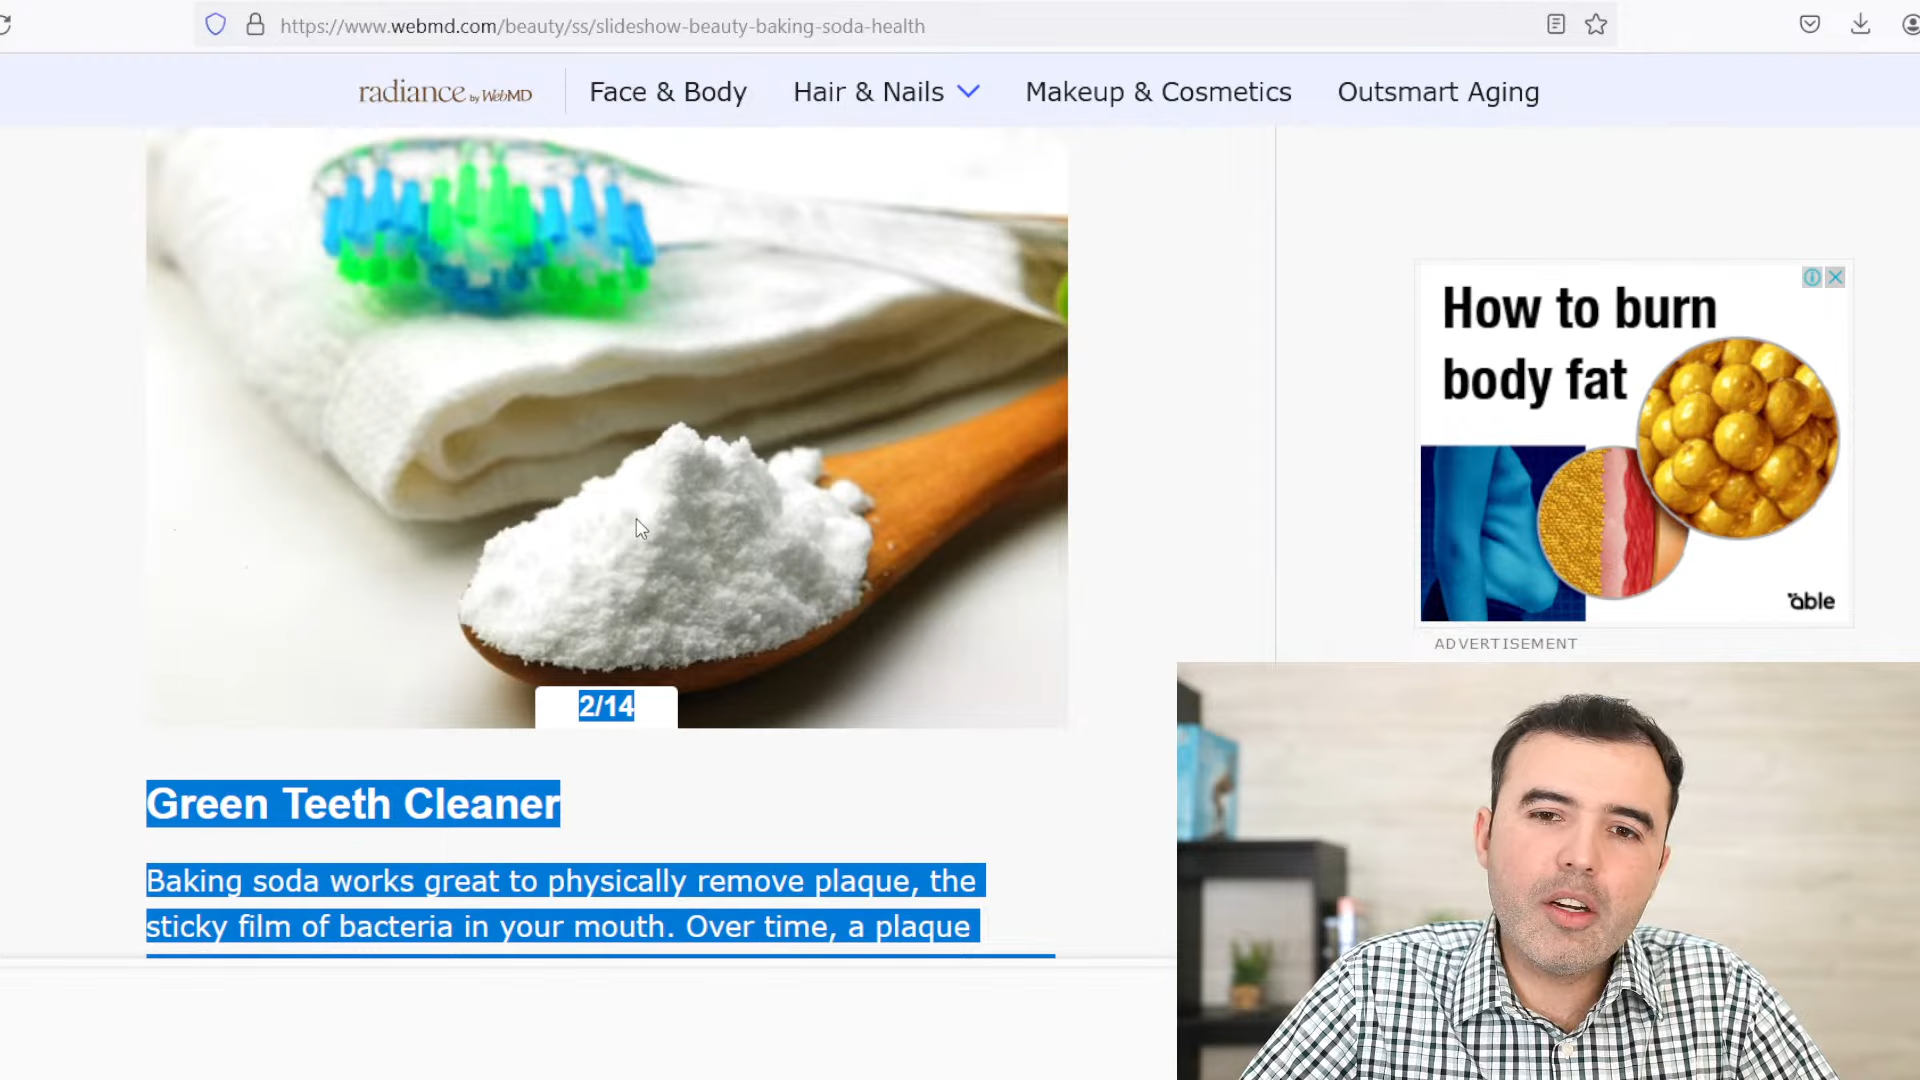 https://www.webmd.com/beauty/ss/slideshow-beauty-baking-soda-health
radiance by WebMD
Face & Body
Hair & Nails
Makeup & Cosmetics
Outsmart Aging
How to burn
body fat
able
ADVERTISEMENT
2/14
Green Teeth Cleaner
Baking soda works great to physically remove plaque, the
sticky film of bacteria in your mouth. Over time, a plaque